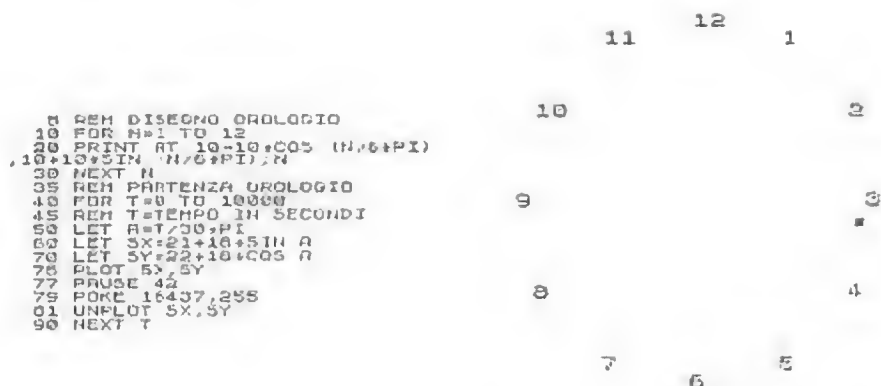 5 REM DISEGNO OROLOGIO
10 FOR N=1 TO 12
20 PRINT AT 10-10*COS (N/6*PI)
,10+10*SIN (N/6*PI);N
30 NEXT N
35 REM PARTENZA OROLOGIO
40 FOR T=0 TO 10000
45 REM T=TEMPO IN SECONDI
50 LET A=T/30*PI
60 LET SX=21+18*SIN A
70 LET SY=22+18*COS A
76 PLOT SX,SY
77 PAUSE 42
79 POKE 16437,255
81 UNPLOT SX,SY
90 NEXT T
12
11 1
10 2
9 3
8 4
7 5
6